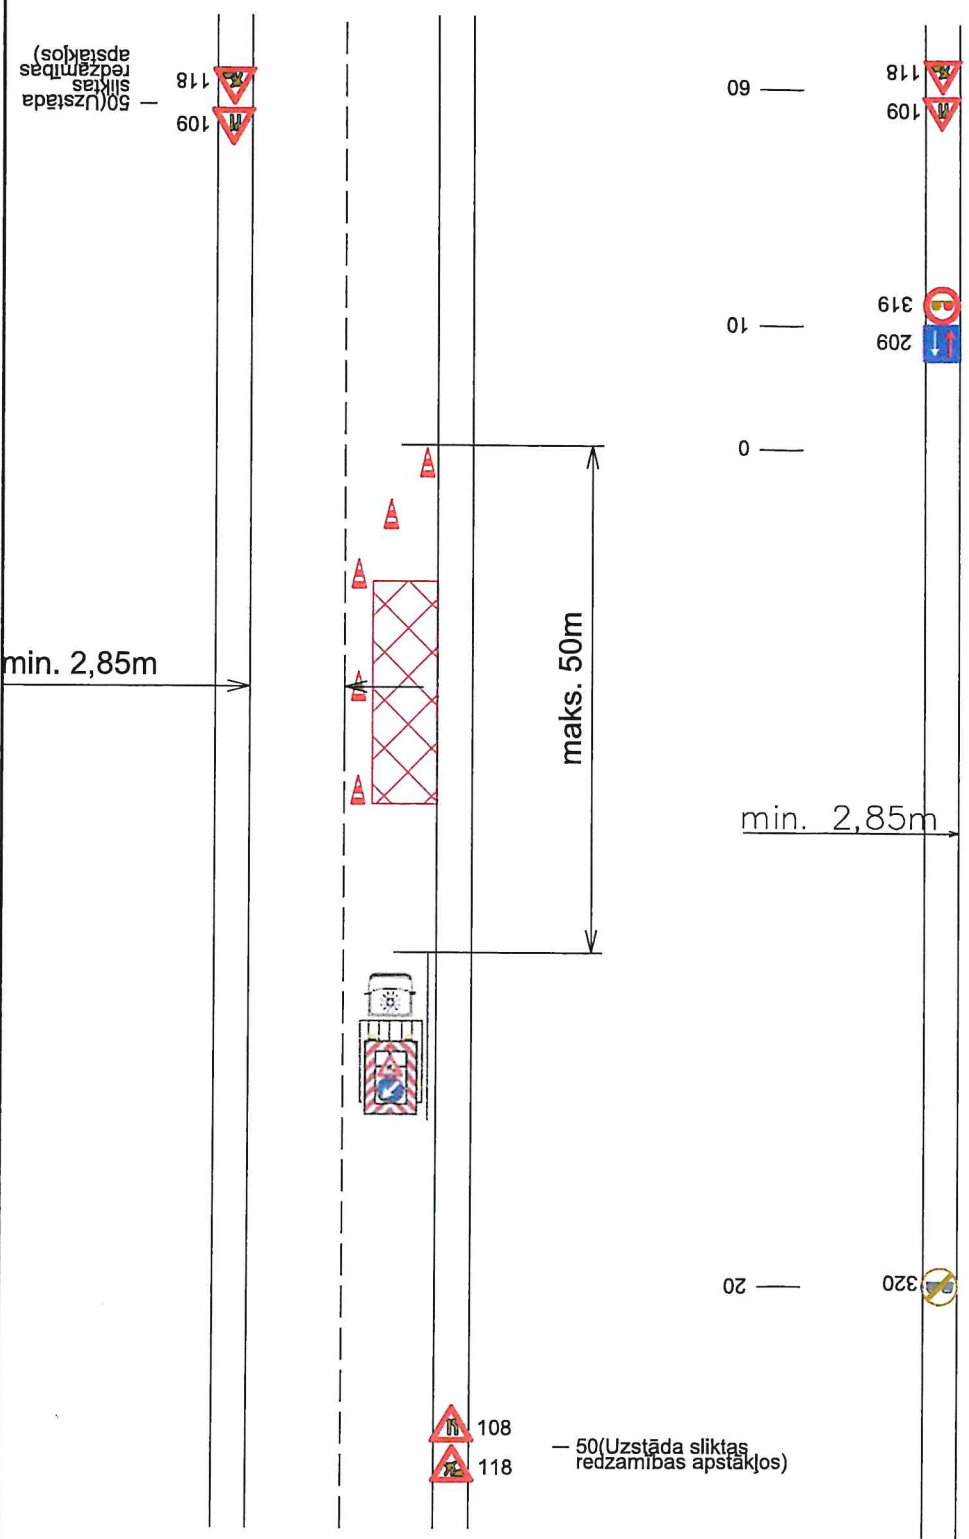 50(Uzstāda
sliktas
redzamības
apstākļos)
118
109
60
118
109
10
319
209
0
min. 2,85m
maks. 50m
min. 2,85m
20
320
108
118
50(Uzstāda sliktas
redzamības apstākļos)